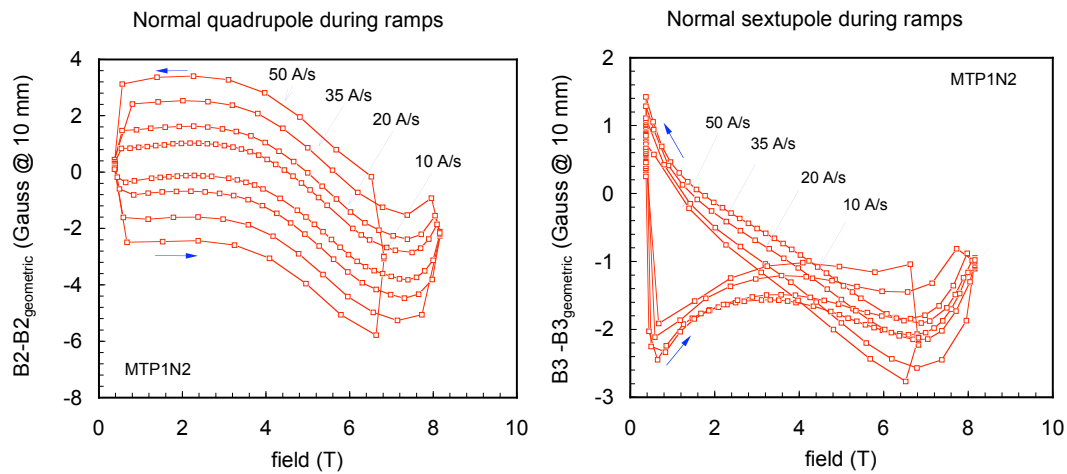 Normal quadrupole during ramps
4
2
0
-2
-4
-6
-8
B2-B2geometric (Gauss @ 10 mm)
50 A/s
35 A/s
20 A/s
10 A/s
MTP1N2
0 2 4 6 8 10
field (T)
Normal sextupole during ramps
2
1
0
-1
-2
-3
B3 -B3geometric (Gauss @ 10 mm)
MTP1N2
50 A/s
35 A/s
20 A/s
10 A/s
0 2 4 6 8 10
field (T)